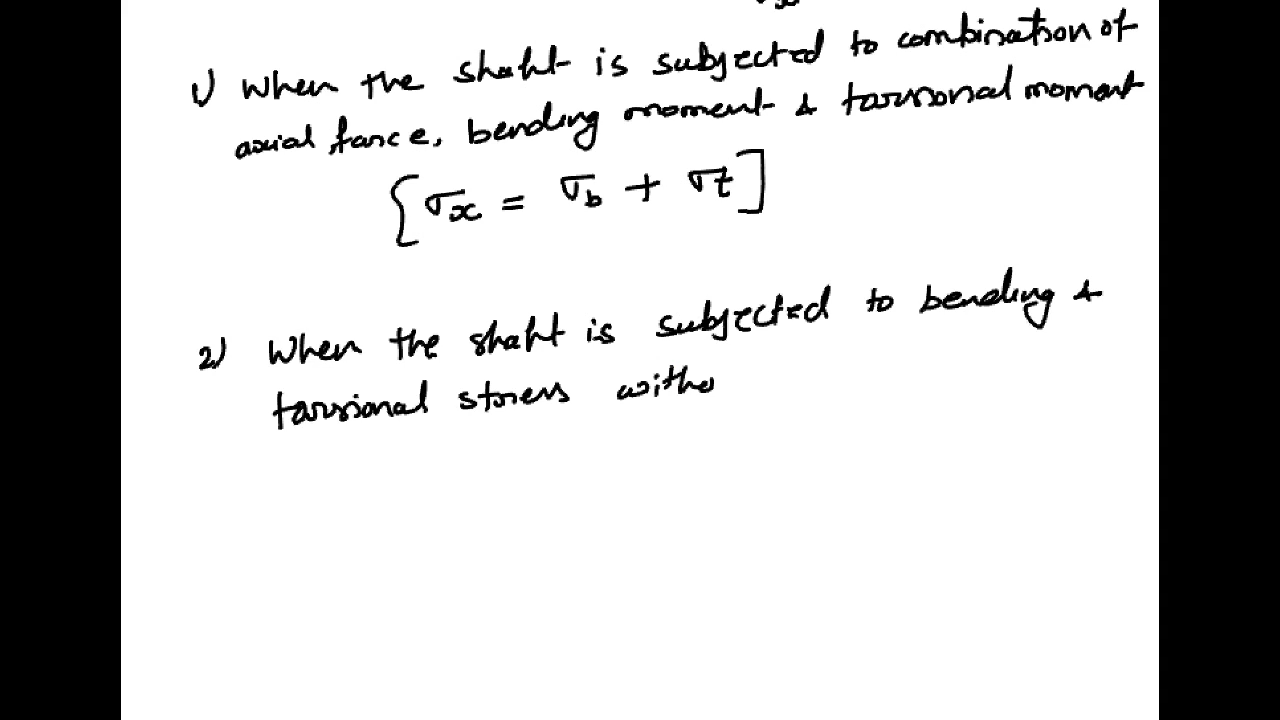 1) When the shaft is subjected to combination of
axial force, bending moment & torsional moment
[σx = σb + σt]
2) When the shaft is subjected to bending &
torsional stress witho